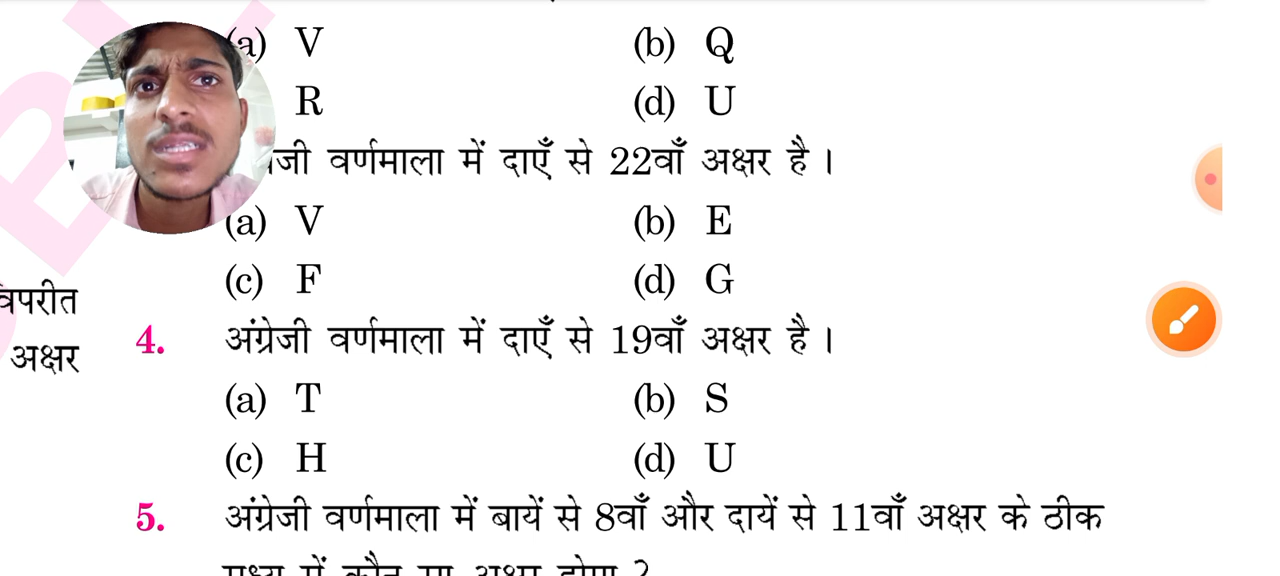 (a) V (b) Q
R (d) U
वर्णमाला में दाएँ से 22वाँ अक्षर है ।
(a) V (b) E
(c) F (d) G
4. अंग्रेजी वर्णमाला में दाएँ से 19वाँ अक्षर है ।
अक्षर
(a) T (b) S
(c) H (d) U
5. अंग्रेजी वर्णमाला में बायें से 8वाँ और दायें से 11वाँ अक्षर के ठीक